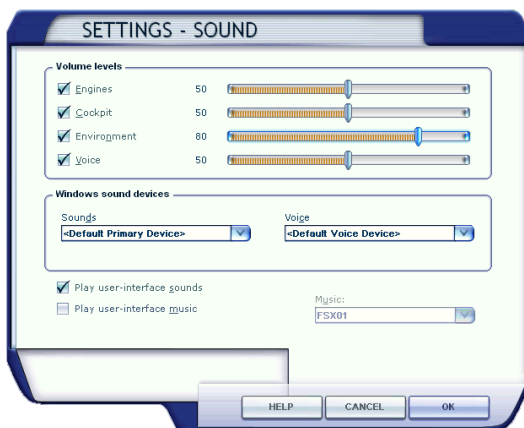 SETTINGS - SOUND
Volume levels
Engines 50
Cockpit 50
Environment 80
Voice 50
Windows sound devices
Sounds Voice
<Default Primary Device> <Default Voice Device>
Play user-interface sounds
Play user-interface music
Music:
FSX01
HELP CANCEL OK